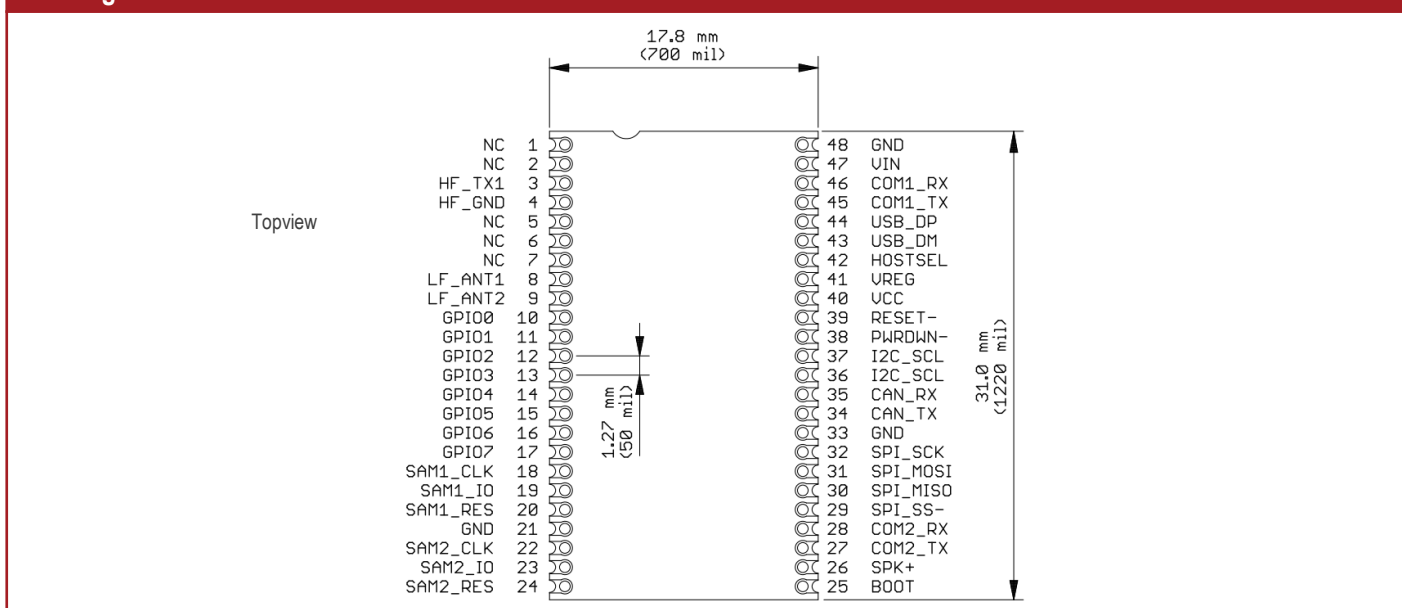 17.8 mm
(700 mil)
NC 1 48 GND
NC 2 47 VIN
HF_TX1 3 46 COM1_RX
HF_GND 4 45 COM1_TX
Topview
NC 5 44 USB_DP
NC 6 43 USB_DM
NC 7 42 HOSTSEL
LF_ANT1 8 41 VREG
LF_ANT2 9 40 VCC
GPIO0 10 39 RESET-
GPIO1 11 38 PWRDWN-
GPIO2 12 37 I2C_SCL
GPIO3 13 36 I2C_SCL
GPIO4 14 35 CAN_RX
GPIO5 15 34 CAN_TX
GPIO6 16 33 GND
GPIO7 17 32 SPI_SCK
SAM1_CLK 18 31 SPI_MOSI
SAM1_IO 19 30 SPI_MISO
SAM1_RES 20 29 SPI_SS-
GND 21 28 COM2_RX
SAM2_CLK 22 27 COM2_TX
SAM2_IO 23 26 SPK+
SAM2_RES 24 25 BOOT
1.27 mm
(50 mil)
31.0 mm
(1220 mil)